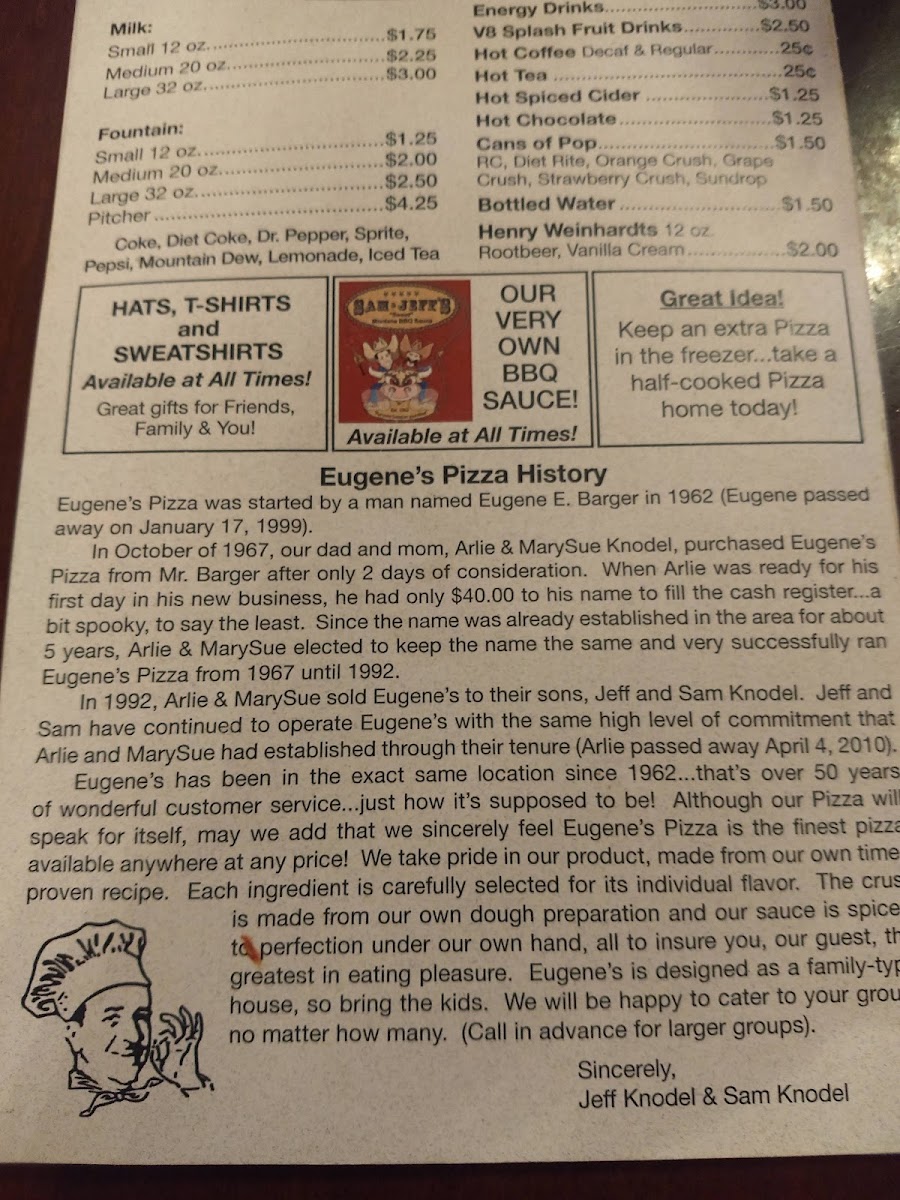 Milk:
Small 12 oz..............................$1.75
Medium 20 oz..........................$2.25
Large 32 oz.............................$3.00
Fountain:
Small 12 oz..............................$1.25
Medium 20 oz..........................$2.00
Large 32 oz.............................$2.50
Pitcher ....................................$4.25
Coke, Diet Coke, Dr. Pepper, Sprite,
Pepsi, Mountain Dew, Lemonade, Iced Tea
Energy Drinks..........................$3.00
V8 Splash Fruit Drinks.............$2.50
Hot Coffee Decaf & Regular...........25¢
Hot Tea ....................................25¢
Hot Spiced Cider ....................$1.25
Hot Chocolate........................$1.25
Cans of Pop............................$1.50
RC, Diet Rite, Orange Crush, Grape
Crush, Strawberry Crush, Sundrop
Bottled Water .........................$1.50
Henry Weinhardts 12 oz.
Rootbeer, Vanilla Cream...............$2.00
HATS, T-SHIRTS
and
SWEATSHIRTS
Available at All Times!
Great gifts for Friends,
Family & You!
SAM & JEFF'S
Montana BBQ Sauce
OUR
VERY
OWN
BBQ
SAUCE!
Available at All Times!
Great Idea!
Keep an extra Pizza
in the freezer...take a
half-cooked Pizza
home today!
Eugene's Pizza History
Eugene's Pizza was started by a man named Eugene E. Barger in 1962 (Eugene passed
away on January 17, 1999).
In October of 1967, our dad and mom, Arlie & MarySue Knodel, purchased Eugene's
Pizza from Mr. Barger after only 2 days of consideration. When Arlie was ready for his
first day in his new business, he had only $40.00 to his name to fill the cash register...a
bit spooky, to say the least. Since the name was already established in the area for about
5 years, Arlie & MarySue elected to keep the name the same and very successfully ran
Eugene's Pizza from 1967 until 1992.
In 1992, Arlie & MarySue sold Eugene's to their sons, Jeff and Sam Knodel. Jeff and
Sam have continued to operate Eugene's with the same high level of commitment that
Arlie and MarySue had established through their tenure (Arlie passed away April 4, 2010).
Eugene's has been in the exact same location since 1962...that's over 50 years
of wonderful customer service...just how it's supposed to be! Although our Pizza will
speak for itself, may we add that we sincerely feel Eugene's Pizza is the finest pizza
available anywhere at any price! We take pride in our product, made from our own time
proven recipe. Each ingredient is carefully selected for its individual flavor. The crus
is made from our own dough preparation and our sauce is spice
to perfection under our own hand, all to insure you, our guest, th
greatest in eating pleasure. Eugene's is designed as a family-typ
house, so bring the kids. We will be happy to cater to your grou
no matter how many. (Call in advance for larger groups).
Sincerely,
Jeff Knodel & Sam Knodel